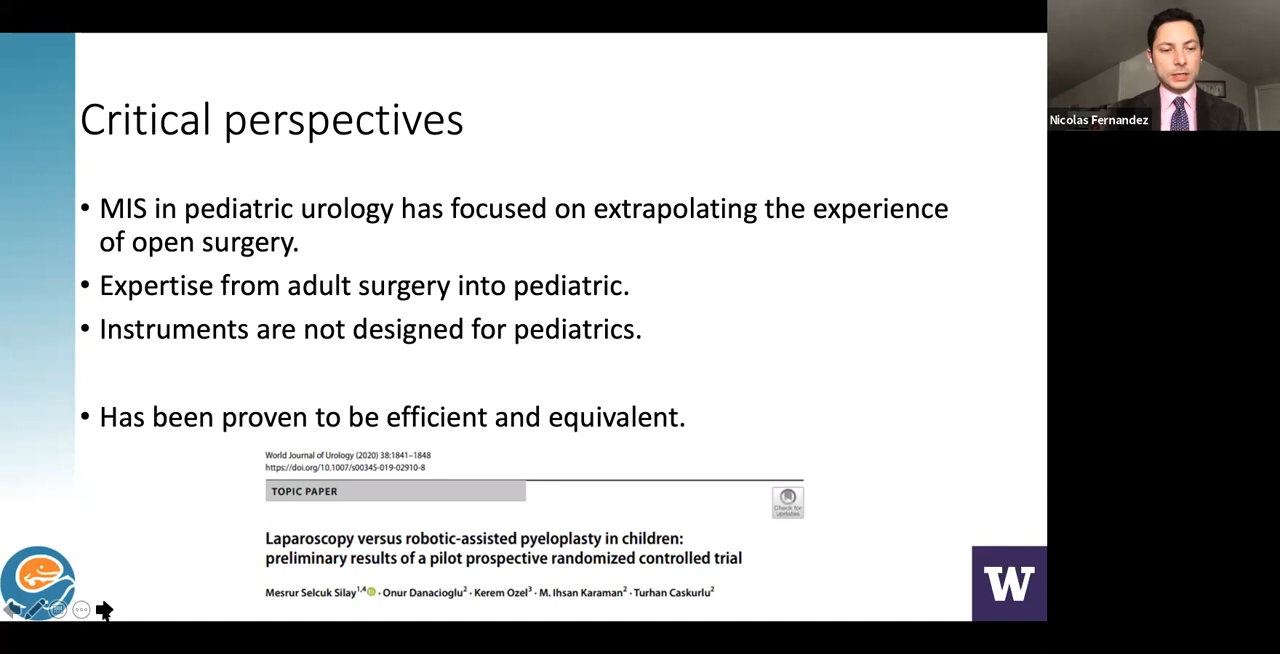 Nicolas Fernandez
Critical perspectives
• MIS in pediatric urology has focused on extrapolating the experience
of open surgery.
• Expertise from adult surgery into pediatric.
• Instruments are not designed for pediatrics.
• Has been proven to be efficient and equivalent.
World Journal of Urology (2020) 38:1841–1848
https://doi.org/10.1007/s00345-019-02910-8
TOPIC PAPER
Check for
updates
Laparoscopy versus robotic-assisted pyeloplasty in children:
preliminary results of a pilot prospective randomized controlled trial
Mesrur Selcuk Silay1,4 · Onur Danacioglu2 · Kerem Ozel3 · M. Ihsan Karaman2 · Turhan Caskurlu2
W